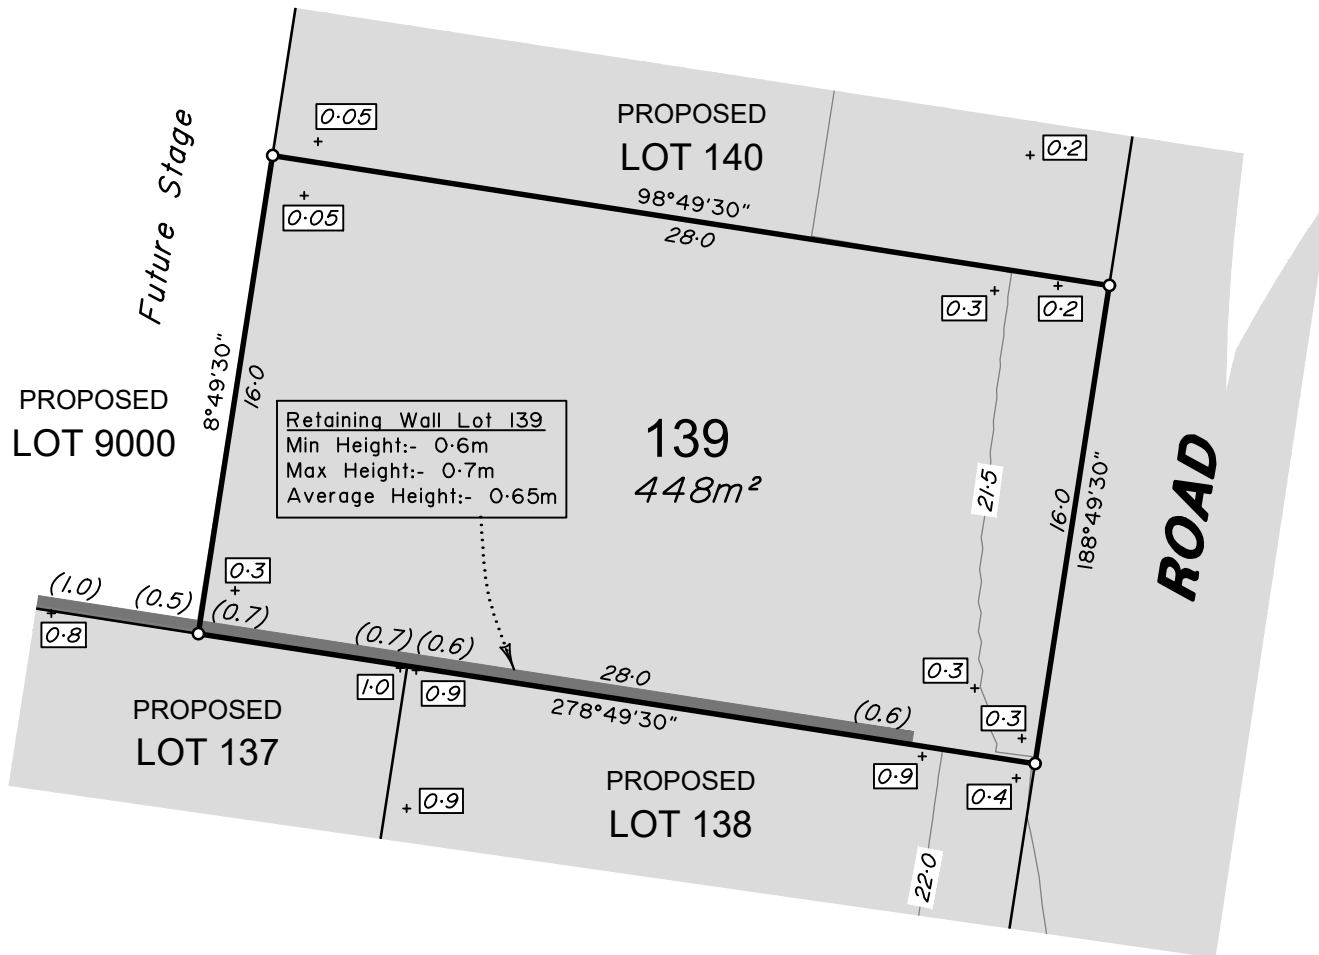 0·05
PROPOSED
LOT 140
0·2
Future Stage
98°49'30"
28·0
0·05
0·3
0·2
8°49'30"
16·0
PROPOSED
LOT 9000
Retaining Wall Lot 139
Min Height:- 0·6m
Max Height:- 0·7m
Average Height:- 0·65m
139
448m²
21·5
16·0
188°49'30"
ROAD
0·3
(1.0)
(0.5)
(0.7)
0·8
(0.7)
(0.6)
1·0
0·9
28·0
278°49'30"
(0.6)
0·3
0·3
PROPOSED
LOT 137
0·9
PROPOSED
LOT 138
0·9
0·4
22·0